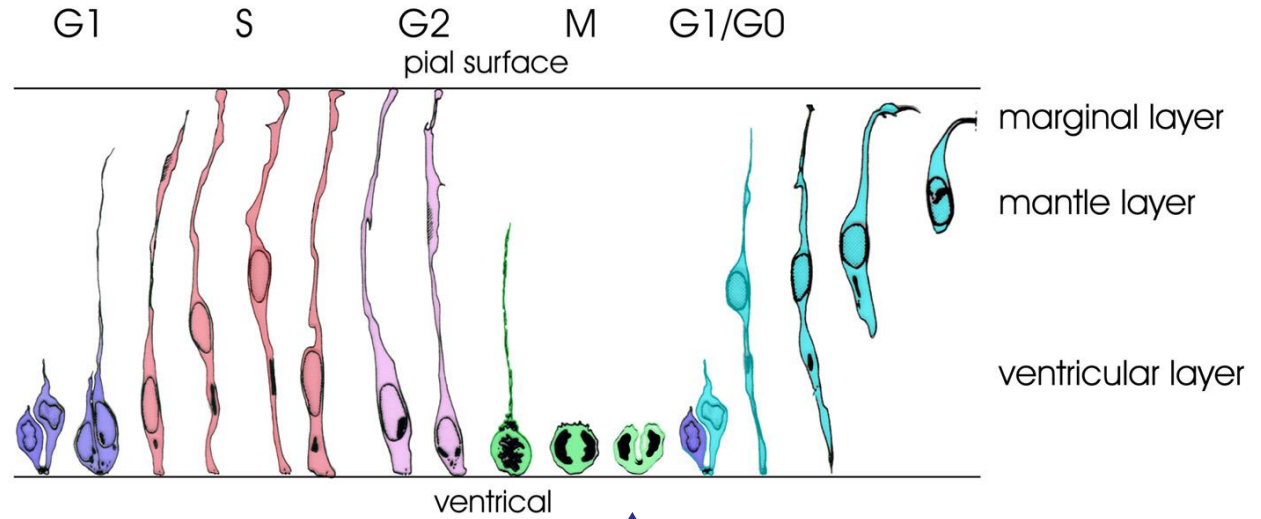 G1 S G2 M G1/G0
pial surface
marginal layer
mantle layer
ventricular layer
ventrical